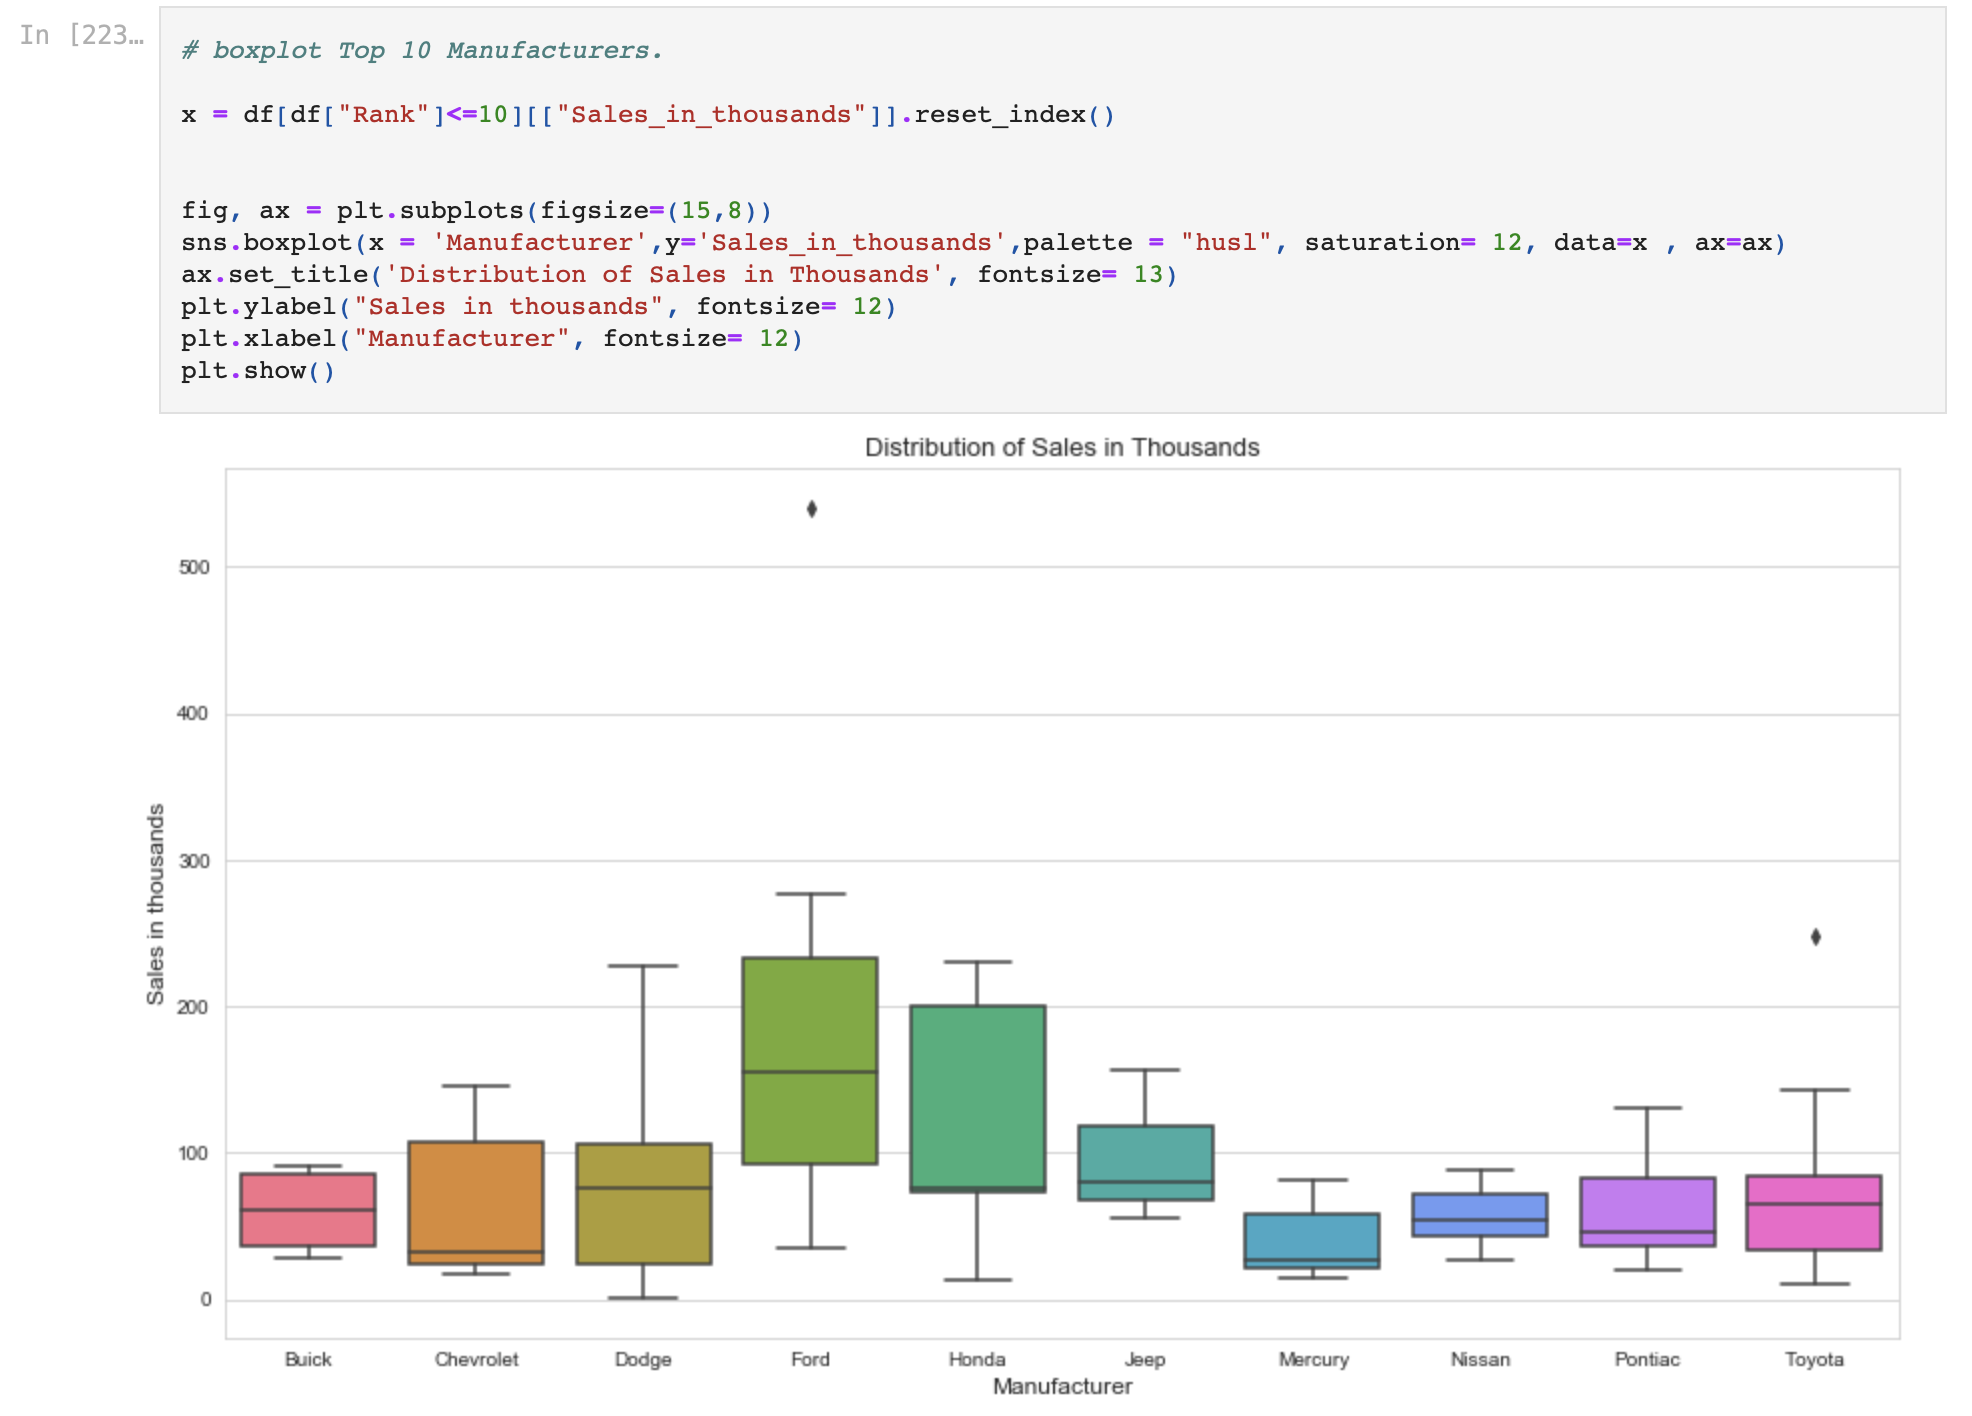 In [223…
# boxplot Top 10 Manufacturers.
x = df[df["Rank"]<=10][["Sales_in_thousands"]].reset_index()
fig, ax = plt.subplots(figsize=(15,8))
sns.boxplot(x = 'Manufacturer',y='Sales_in_thousands',palette = "husl", saturation= 12, data=x , ax=ax)
ax.set_title('Distribution of Sales in Thousands', fontsize= 13)
plt.ylabel("Sales in thousands", fontsize= 12)
plt.xlabel("Manufacturer", fontsize= 12)
plt.show()
Distribution of Sales in Thousands
Sales in thousands
500
400
300
200
100
0
Buick Chevrolet Dodge Ford Honda Jeep Mercury Nissan Pontiac Toyota
Manufacturer